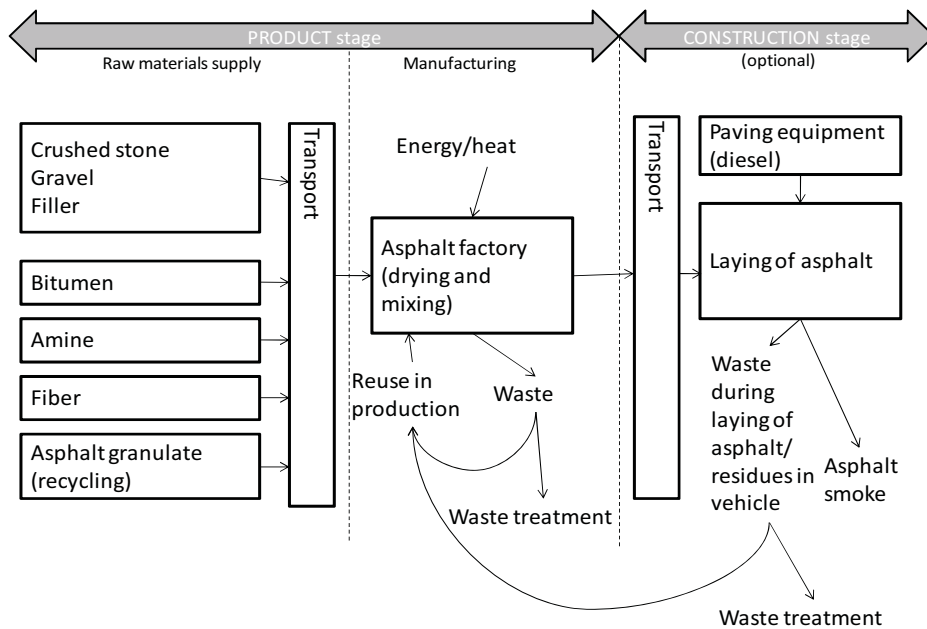 PRODUCT stage
CONSTRUCTION stage
Raw materials supply
Manufacturing
(optional)
Crushed stone
Gravel
Filler
Bitumen
Amine
Fiber
Asphalt granulate
(recycling)
Transport
Energy/heat
Asphalt factory
(drying and
mixing)
Reuse in
production
Waste
Waste treatment
Transport
Paving equipment
(diesel)
Laying of asphalt
Waste
during
laying of
asphalt/
residues in
vehicle
Asphalt
smoke
Waste treatment